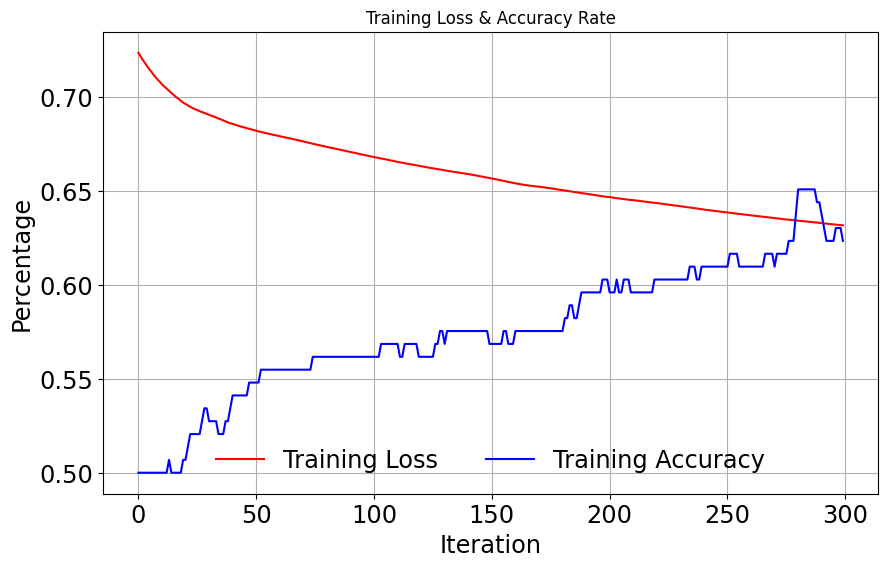 Training Loss & Accuracy Rate
Percentage
0.70
0.65
0.60
0.55
0.50
Training Loss Training Accuracy
0 50 100 150 200 250 300
Iteration